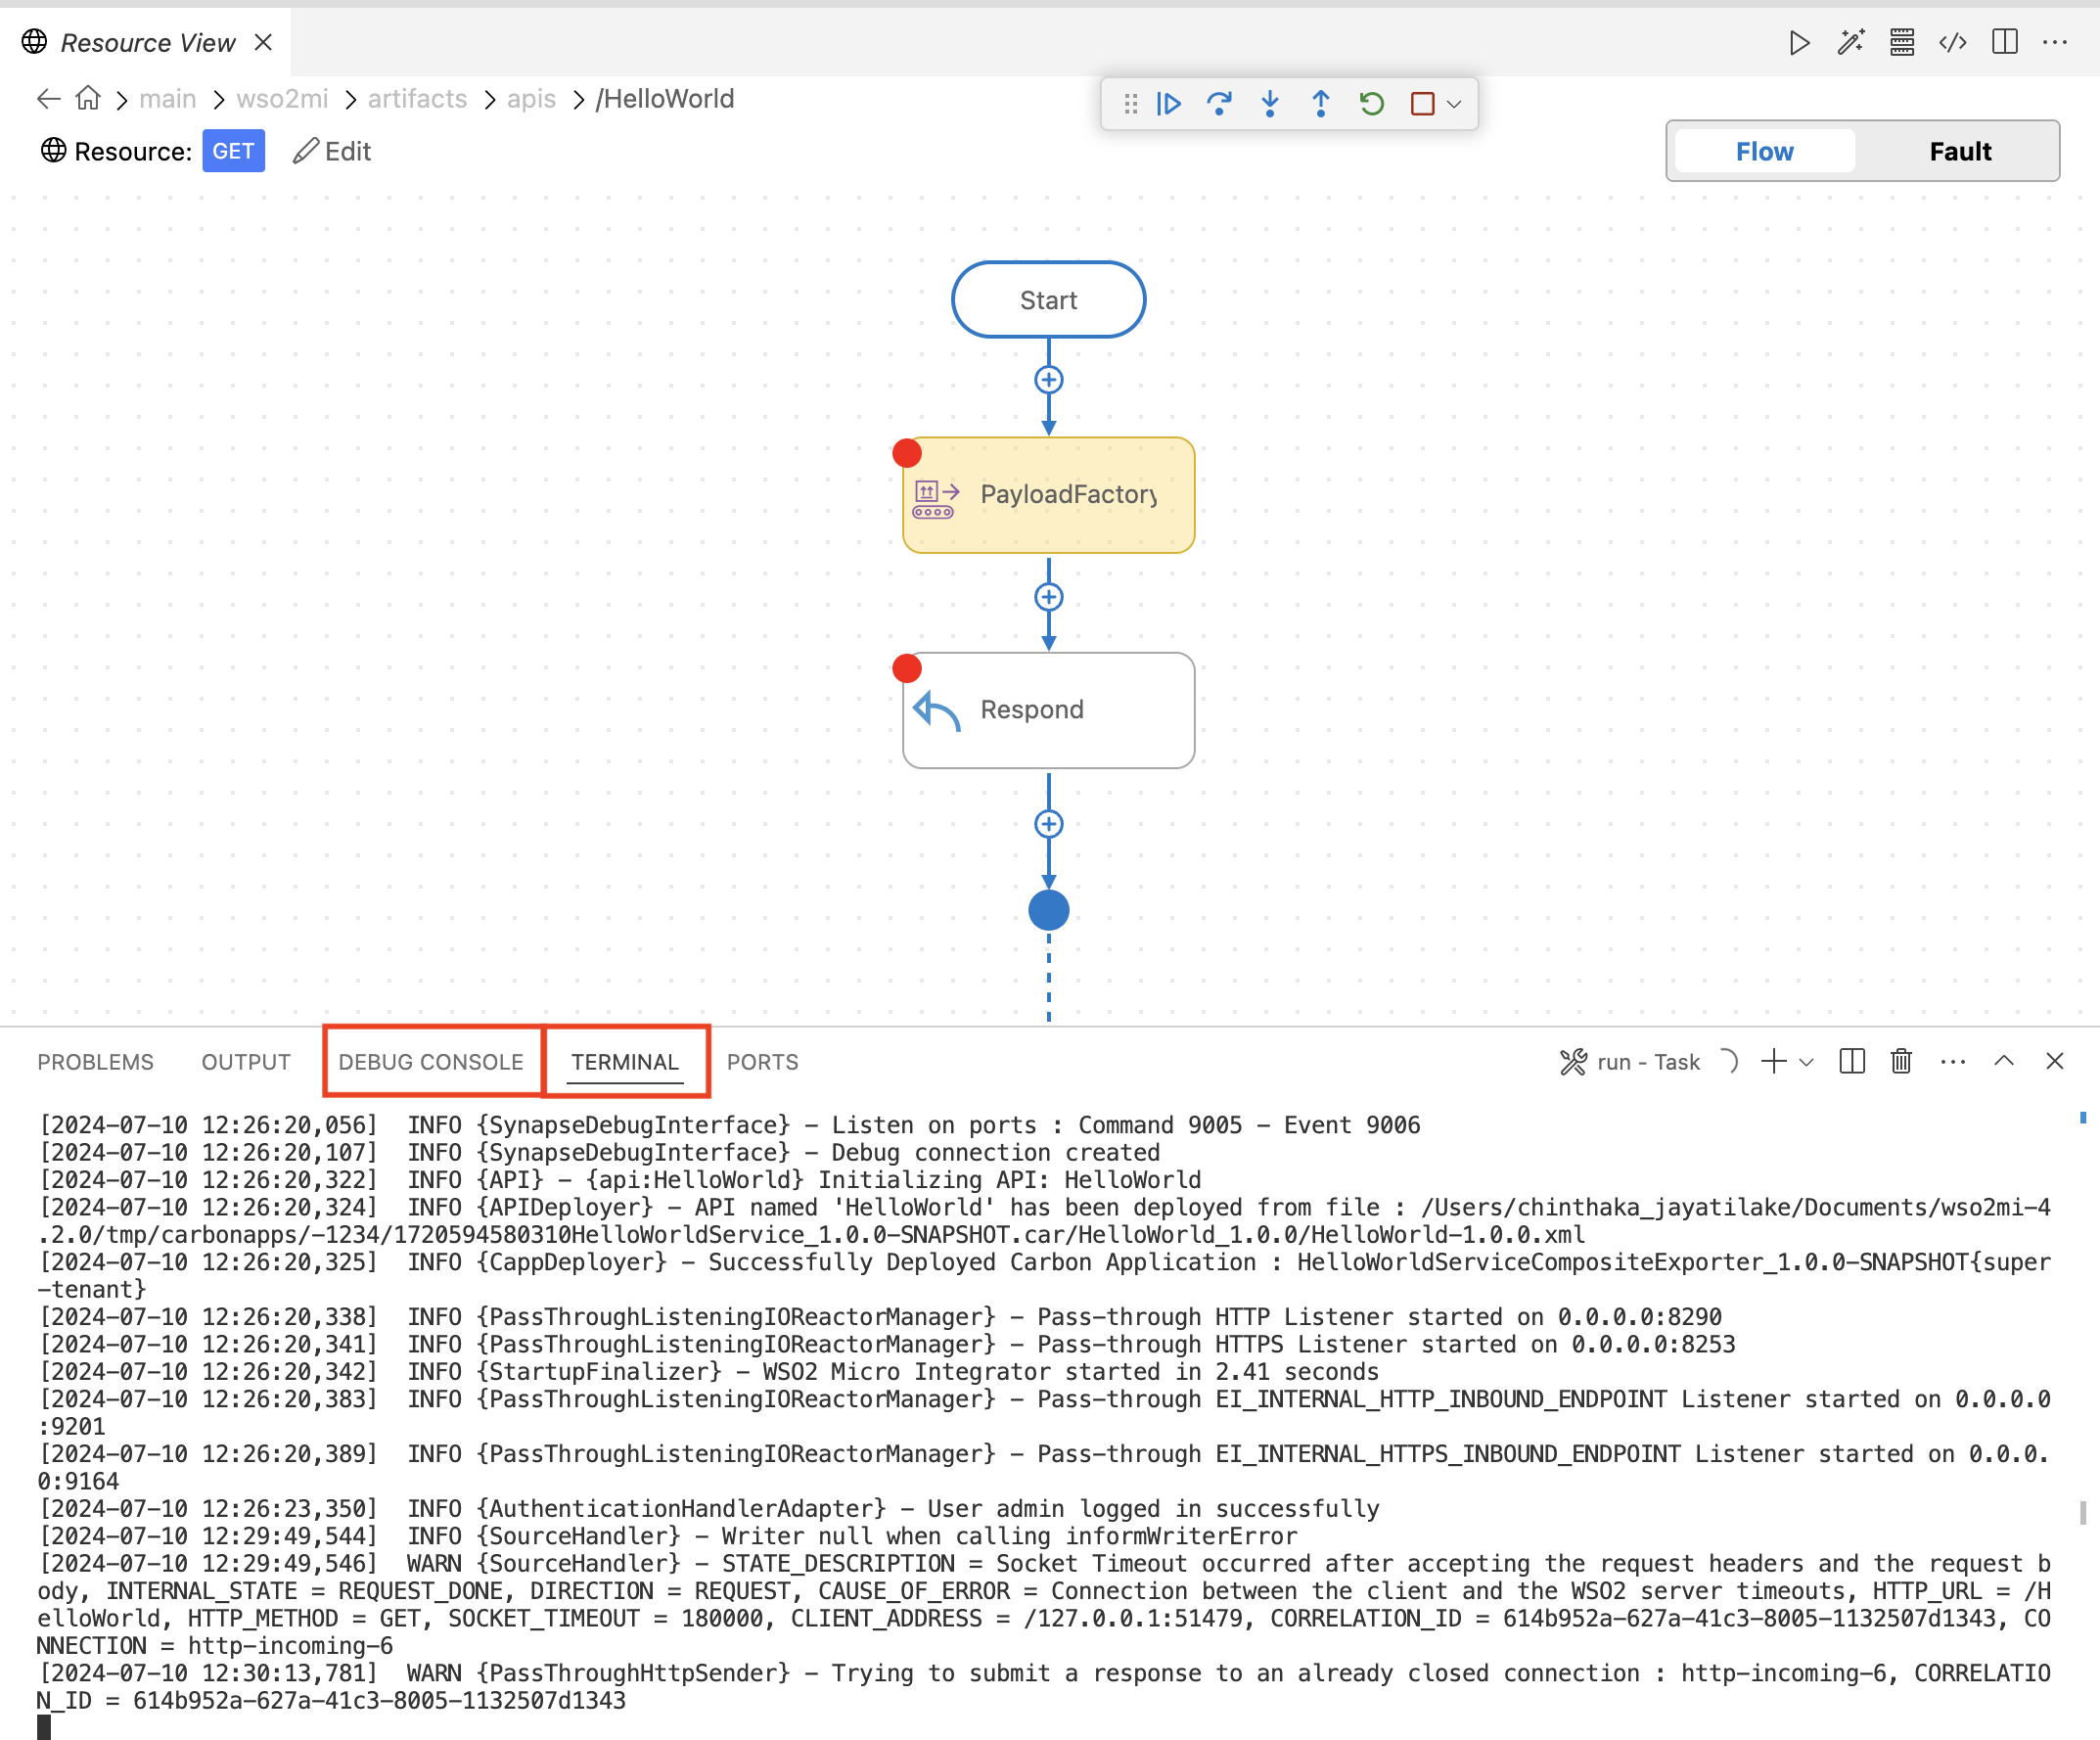 Resource View
main > wso2mi > artifacts > apis > /HelloWorld
Resource: GET Edit
Flow Fault
Start
PayloadFactory
Respond
PROBLEMS OUTPUT DEBUG CONSOLE TERMINAL PORTS run - Task
[2024-07-10 12:26:20,056]  INFO {SynapseDebugInterface} - Listen on ports : Command 9005 - Event 9006
[2024-07-10 12:26:20,107]  INFO {SynapseDebugInterface} - Debug connection created
[2024-07-10 12:26:20,322]  INFO {API} - {api:HelloWorld} Initializing API: HelloWorld
[2024-07-10 12:26:20,324]  INFO {APIDeployer} - API named 'HelloWorld' has been deployed from file : /Users/chinthaka_jayatilake/Documents/wso2mi-4
.2.0/tmp/carbonapps/-1234/1720594580310HelloWorldService_1.0.0-SNAPSHOT.car/HelloWorld_1.0.0/HelloWorld-1.0.0.xml
[2024-07-10 12:26:20,325]  INFO {CappDeployer} - Successfully Deployed Carbon Application : HelloWorldServiceCompositeExporter_1.0.0-SNAPSHOT{super
-tenant}
[2024-07-10 12:26:20,338]  INFO {PassThroughListeningIOReactorManager} - Pass-through HTTP Listener started on 0.0.0.0:8290
[2024-07-10 12:26:20,341]  INFO {PassThroughListeningIOReactorManager} - Pass-through HTTPS Listener started on 0.0.0.0:8253
[2024-07-10 12:26:20,342]  INFO {StartupFinalizer} - WSO2 Micro Integrator started in 2.41 seconds
[2024-07-10 12:26:20,383]  INFO {PassThroughListeningIOReactorManager} - Pass-through EI_INTERNAL_HTTP_INBOUND_ENDPOINT Listener started on 0.0.0.0
:9201
[2024-07-10 12:26:20,389]  INFO {PassThroughListeningIOReactorManager} - Pass-through EI_INTERNAL_HTTPS_INBOUND_ENDPOINT Listener started on 0.0.0.
0:9164
[2024-07-10 12:26:23,350]  INFO {AuthenticationHandlerAdapter} - User admin logged in successfully
[2024-07-10 12:29:49,544]  INFO {SourceHandler} - Writer null when calling informWriterError
[2024-07-10 12:29:49,546]  WARN {SourceHandler} - STATE_DESCRIPTION = Socket Timeout occurred after accepting the request headers and the request b
ody, INTERNAL_STATE = REQUEST_DONE, DIRECTION = REQUEST, CAUSE_OF_ERROR = Connection between the client and the WSO2 server timeouts, HTTP_URL = /H
elloWorld, HTTP_METHOD = GET, SOCKET_TIMEOUT = 180000, CLIENT_ADDRESS = /127.0.0.1:51479, CORRELATION_ID = 614b952a-627a-41c3-8005-1132507d1343, CO
NNECTION = http-incoming-6
[2024-07-10 12:30:13,781]  WARN {PassThroughHttpSender} - Trying to submit a response to an already closed connection : http-incoming-6, CORRELATIO
N_ID = 614b952a-627a-41c3-8005-1132507d1343